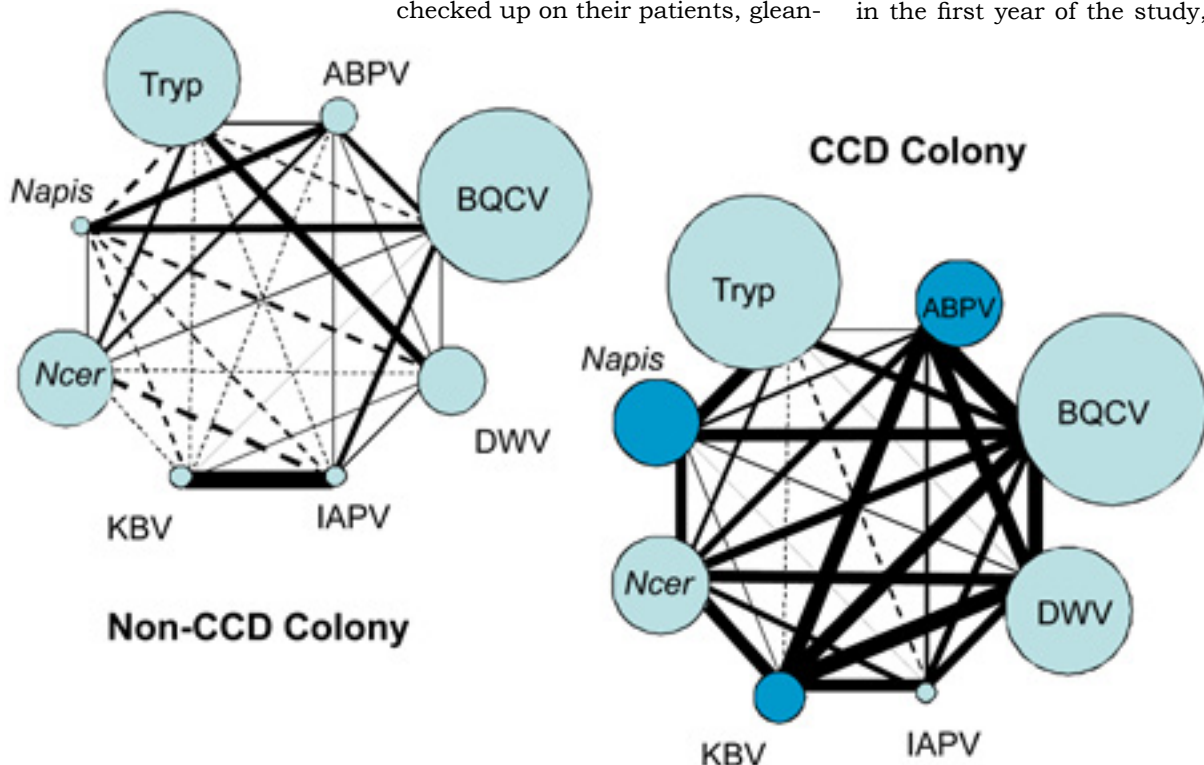 checked up on their patients, glean-
in the first year of the study,
Tryp
ABPV
Napis
BQCV
Ncer
DWV
KBV
IAPV
Non-CCD Colony
CCD Colony
Tryp
ABPV
Napis
BQCV
Ncer
DWV
KBV
IAPV